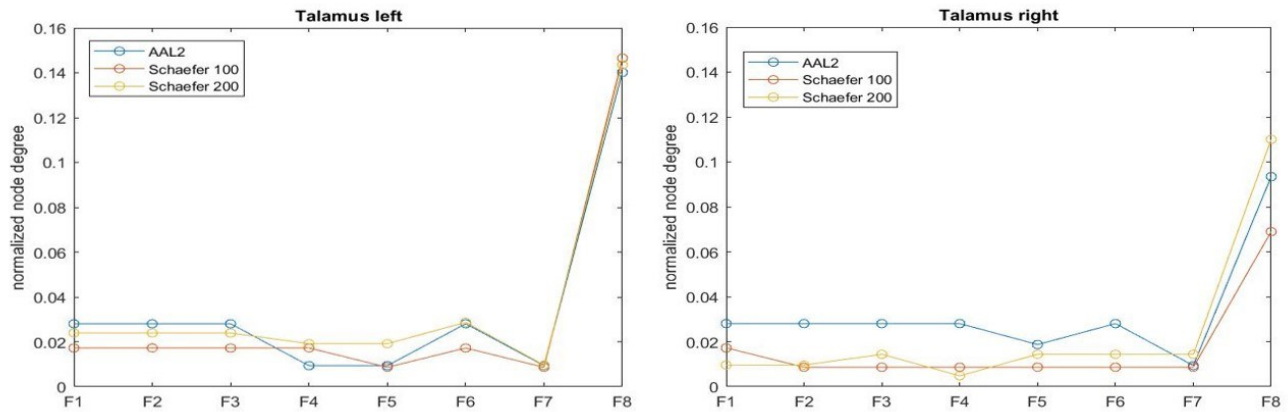 Talamus left
0.16
0.14
0.12
0.1
0.08
0.06
0.04
0.02
0
normalized node degree
AAL2
Schaefer 100
Schaefer 200
F1 F2 F3 F4 F5 F6 F7 F8
Talamus right
0.16
0.14
0.12
0.1
0.08
0.06
0.04
0.02
0
normalized node degree
AAL2
Schaefer 100
Schaefer 200
F1 F2 F3 F4 F5 F6 F7 F8